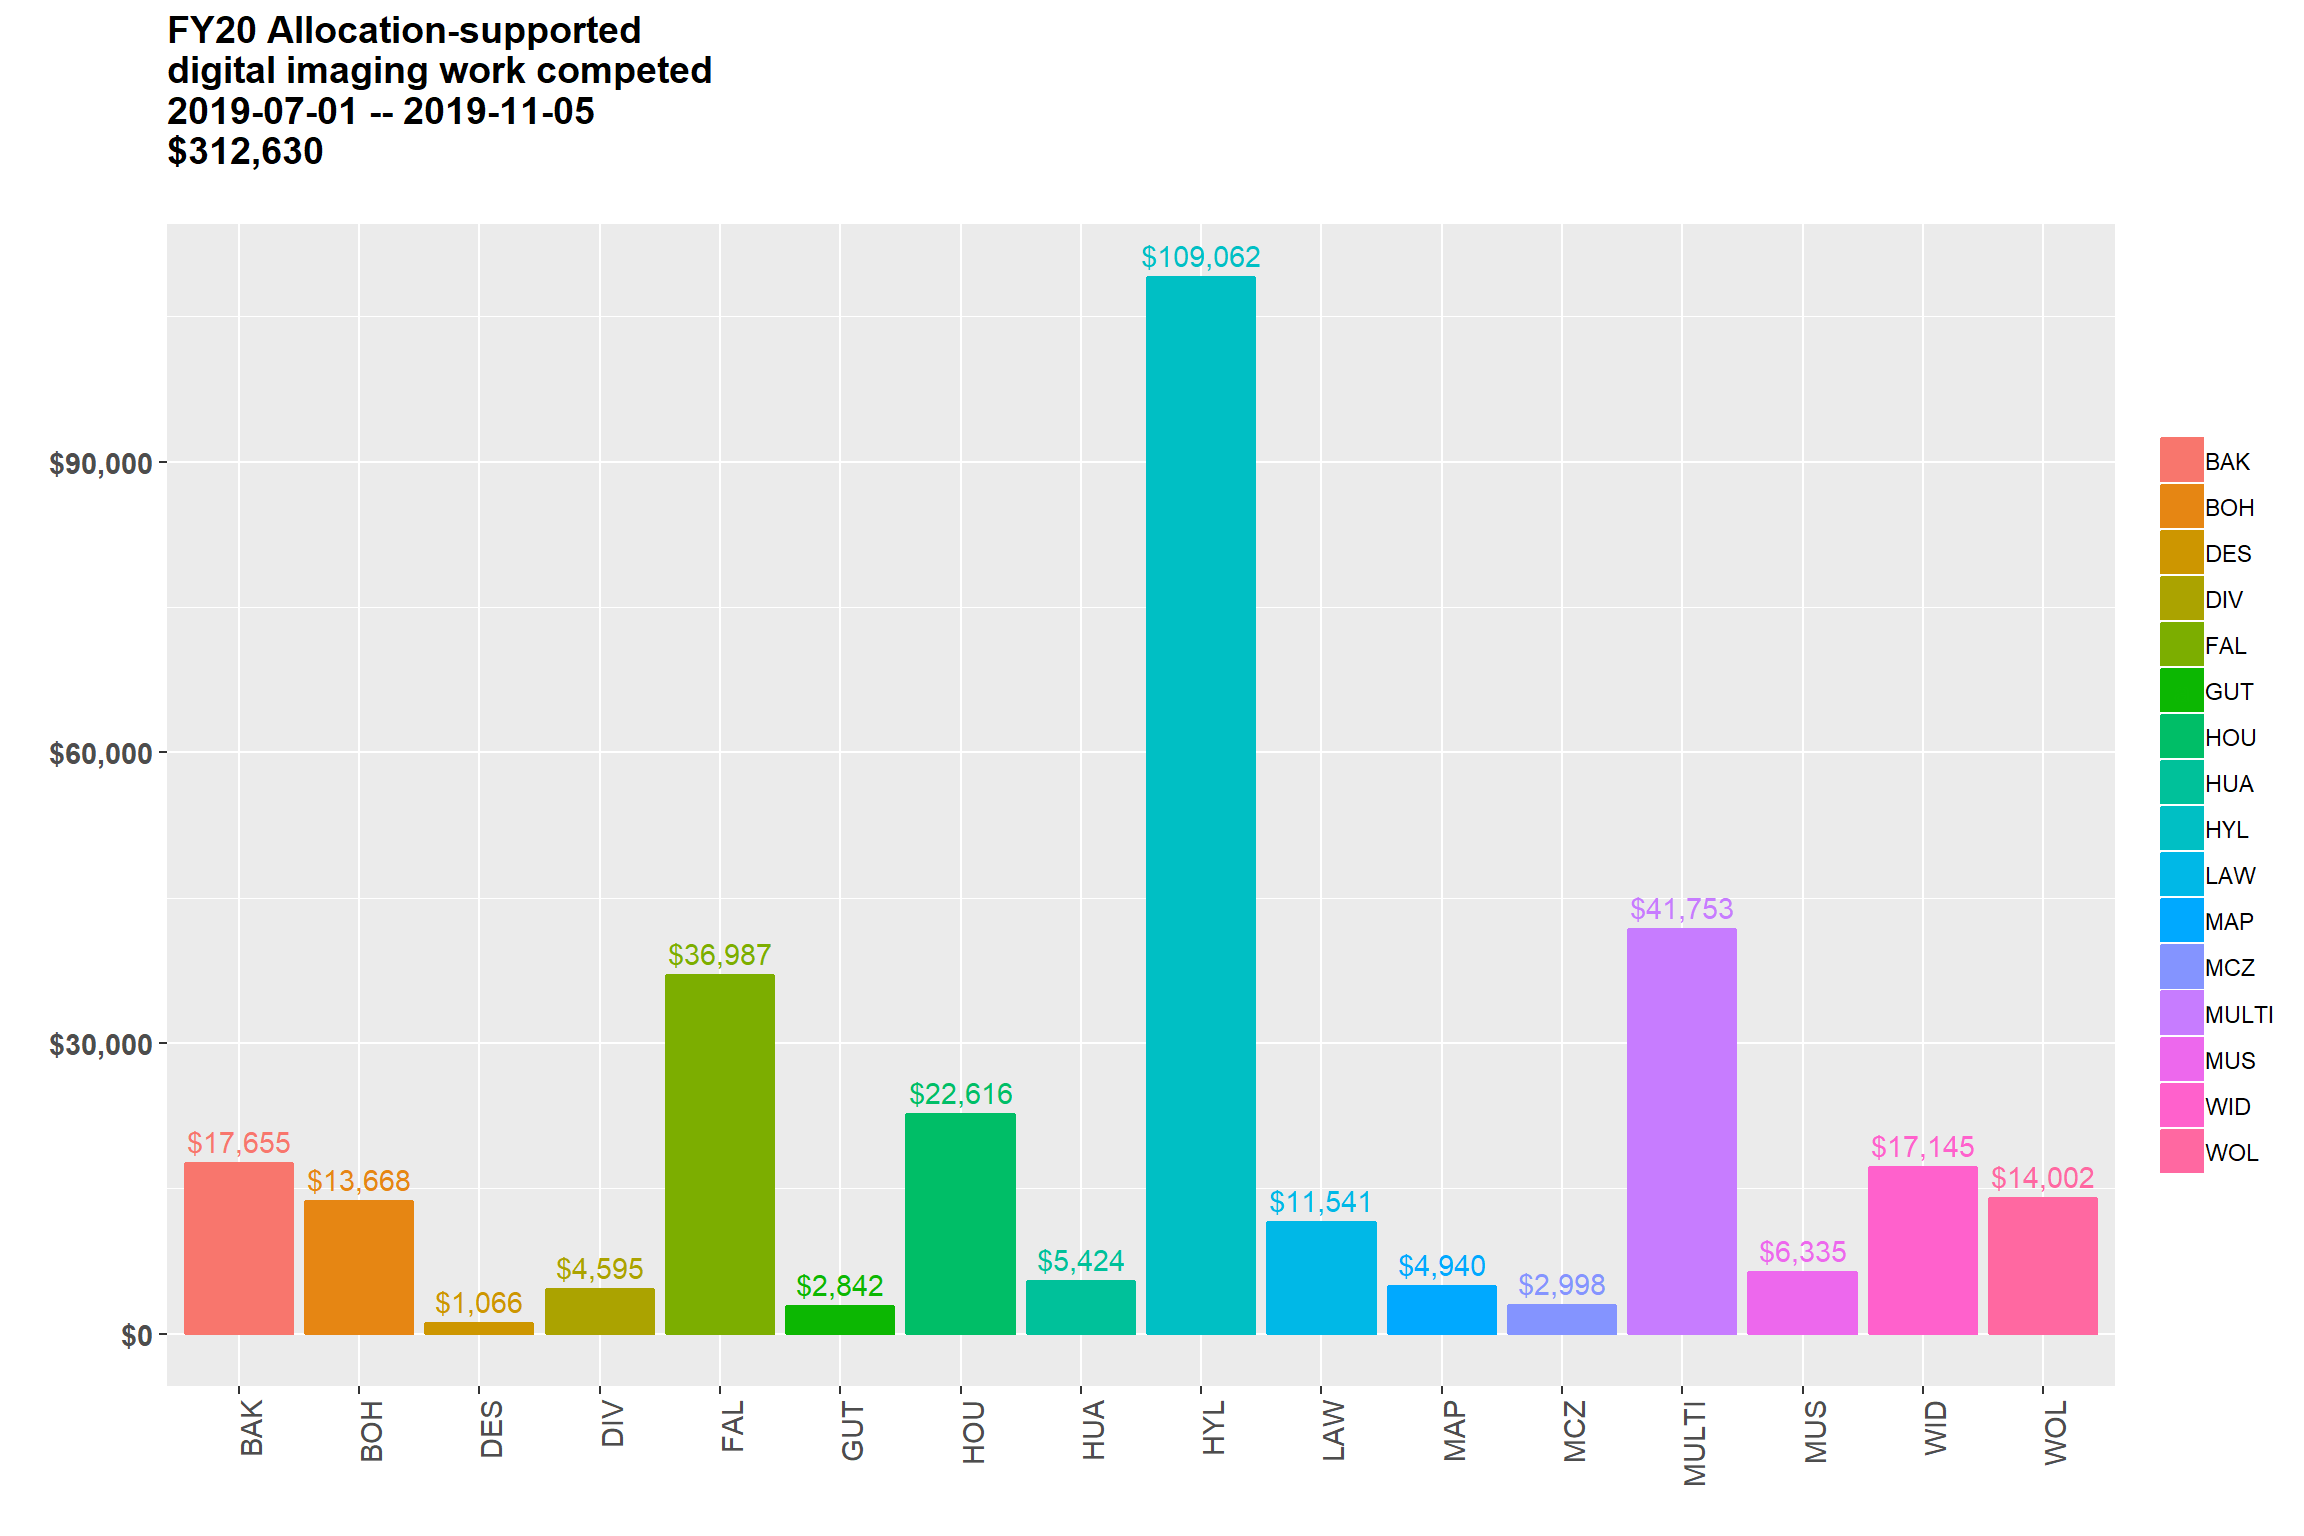 FY20 Allocation-supported
digital imaging work competed
2019-07-01 -- 2019-11-05
$312,630
$109,062
$90,000
$60,000
$41,753
$36,987
$30,000
$22,616
$17,655
$17,145
$14,002
$13,668
$11,541
$6,335
$5,424
$4,940
$4,595
$2,998
$2,842
$1,066
$0
BAK
BOH
DES
DIV
FAL
GUT
HOU
HUA
HYL
LAW
MAP
MCZ
MULTI
MUS
WID
WOL
BAK
BOH
DES
DIV
FAL
GUT
HOU
HUA
HYL
LAW
MAP
MCZ
MULTI
MUS
WID
WOL